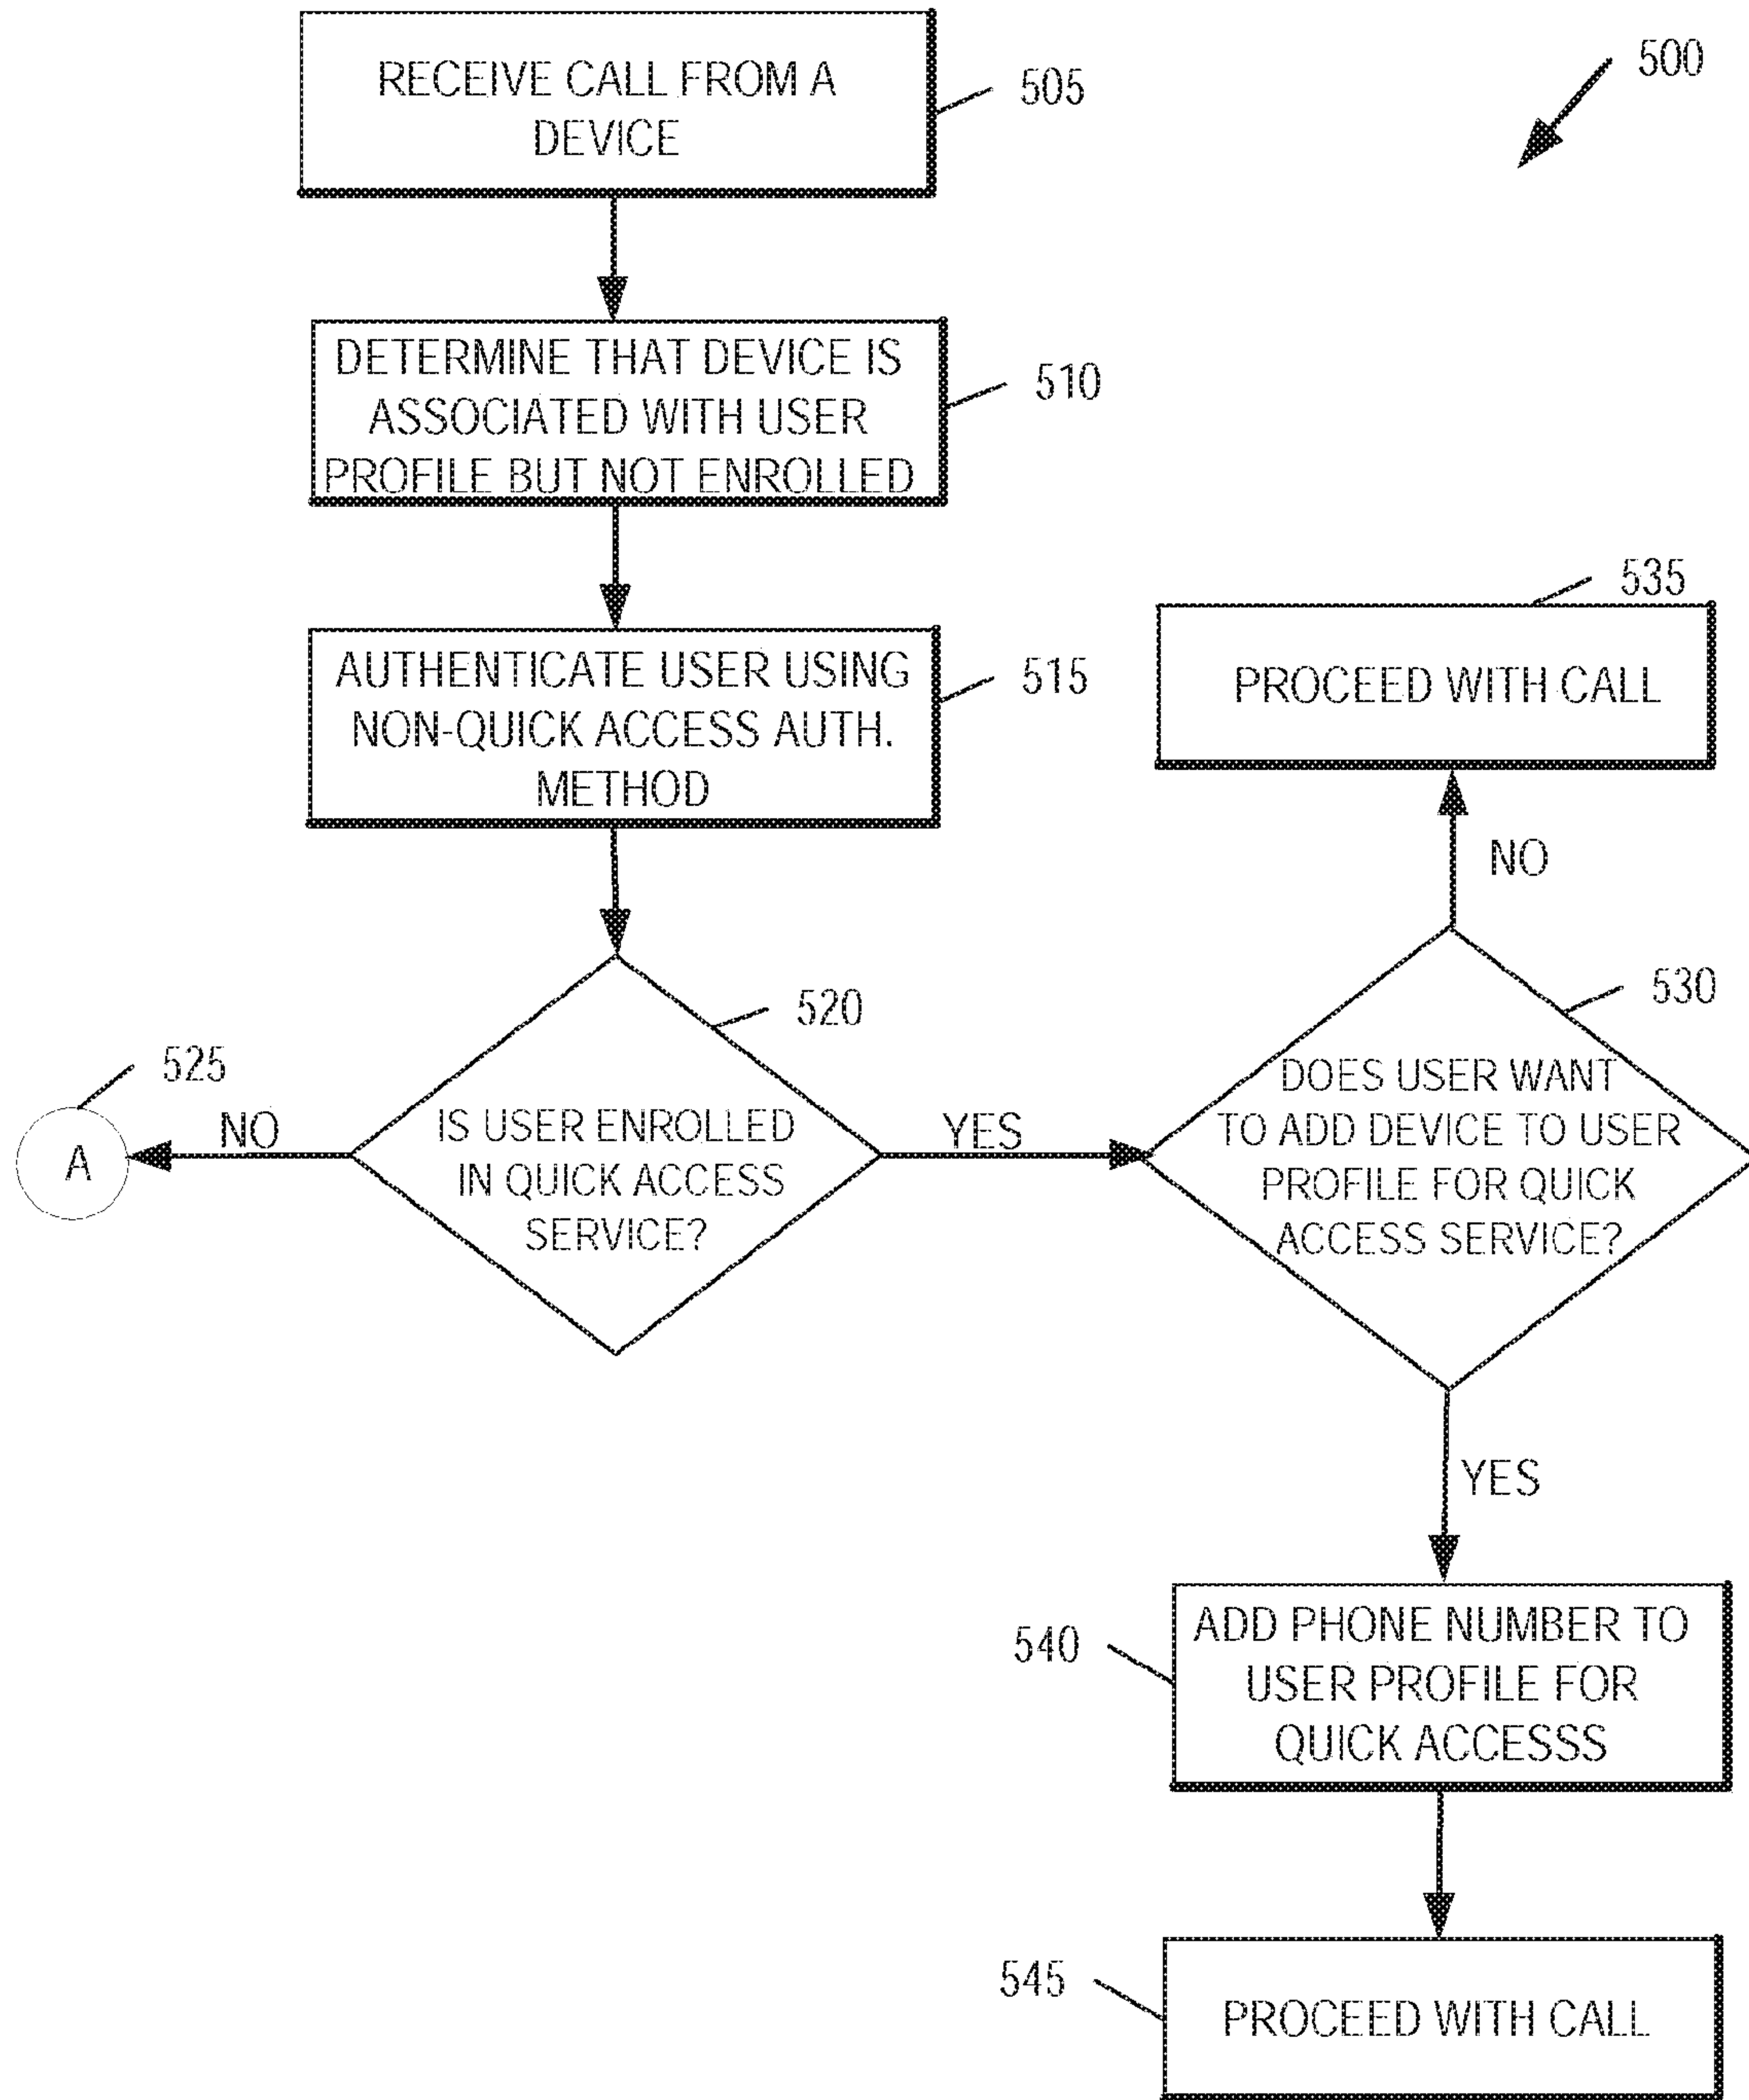 RECEIVE CALL FROM A
DEVICE
505
500
DETERMINE THAT DEVICE IS
ASSOCIATED WITH USER
PROFILE BUT NOT ENROLLED
510
AUTHENTICATE USER USING
NON-QUICK ACCESS AUTH.
METHOD
515
535
PROCEED WITH CALL
NO
520
IS USER ENROLLED
IN QUICK ACCESS
SERVICE?
525
A
NO
YES
530
DOES USER WANT
TO ADD DEVICE TO USER
PROFILE FOR QUICK
ACCESS SERVICE?
YES
540
ADD PHONE NUMBER TO
USER PROFILE FOR
QUICK ACCESSS
545
PROCEED WITH CALL